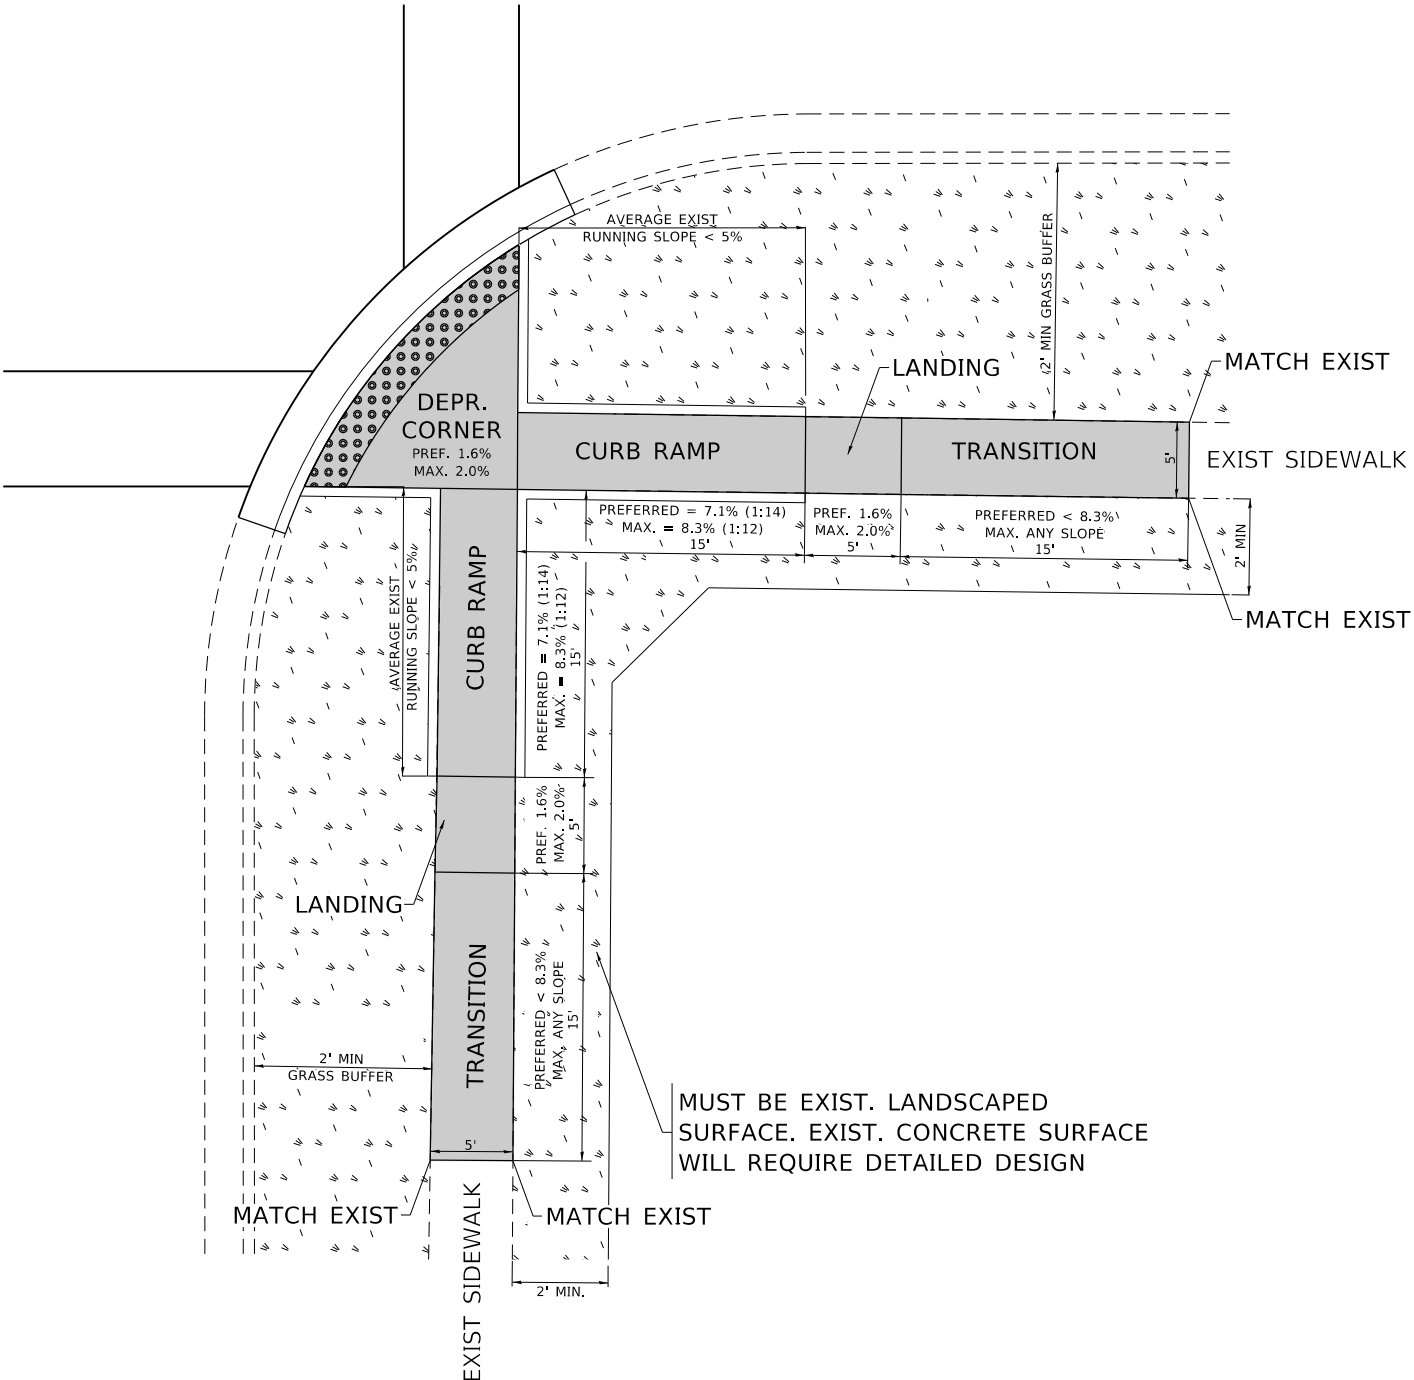 AVERAGE EXIST
RUNNING SLOPE < 5%
2' MIN GRASS BUFFER
LANDING
MATCH EXIST
DEPR.
CORNER
PREF. 1.6%
MAX. 2.0%
CURB RAMP
TRANSITION
5'
EXIST SIDEWALK
PREFERRED = 7.1% (1:14)
MAX. = 8.3% (1:12)
15'
PREF. 1.6%
MAX. 2.0%
5'
PREFERRED < 8.3%
MAX. ANY SLOPE
15'
2' MIN
MATCH EXIST
AVERAGE EXIST
RUNNING SLOPE < 5%
CURB RAMP
PREFERRED = 7.1% (1:14)
MAX. = 8.3% (1:12)
15'
PREF. 1.6%
MAX. 2.0%
5'
LANDING
TRANSITION
PREFERRED < 8.3%
MAX. ANY SLOPE
15'
2' MIN
GRASS BUFFER
MUST BE EXIST. LANDSCAPED
SURFACE. EXIST. CONCRETE SURFACE
WILL REQUIRE DETAILED DESIGN
5'
MATCH EXIST
MATCH EXIST
EXIST SIDEWALK
2' MIN.